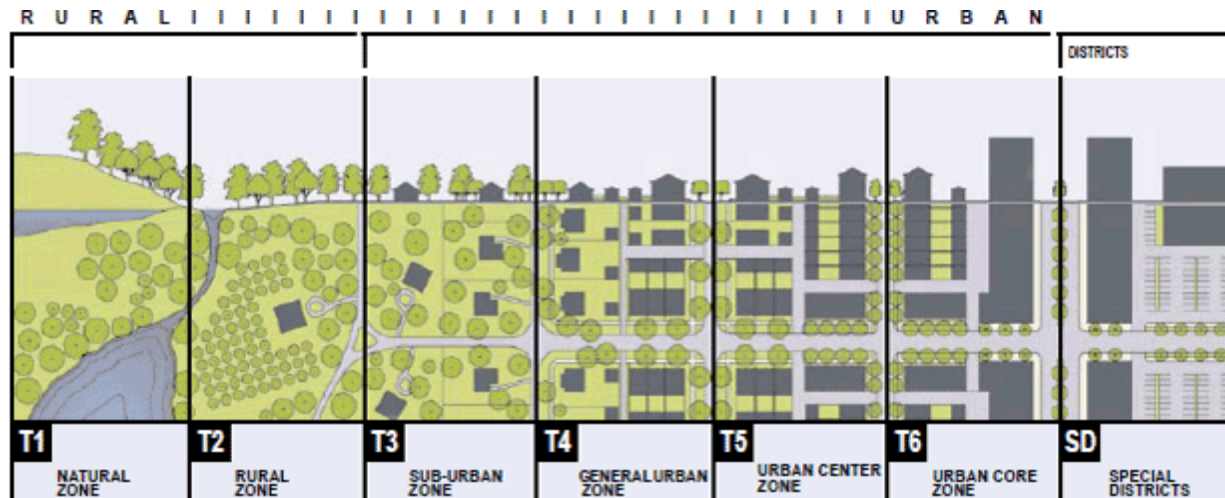 R U R A L I I I I I I I I I I I I I I I I I I I I I I I I I I I I I I U R B A N
DISTRICTS
T1
NATURAL
ZONE
T2
RURAL
ZONE
T3
SUB-URBAN
ZONE
T4
GENERAL URBAN
ZONE
T5
URBAN CENTER
ZONE
T6
URBAN CORE
ZONE
SD
SPECIAL
DISTRICTS